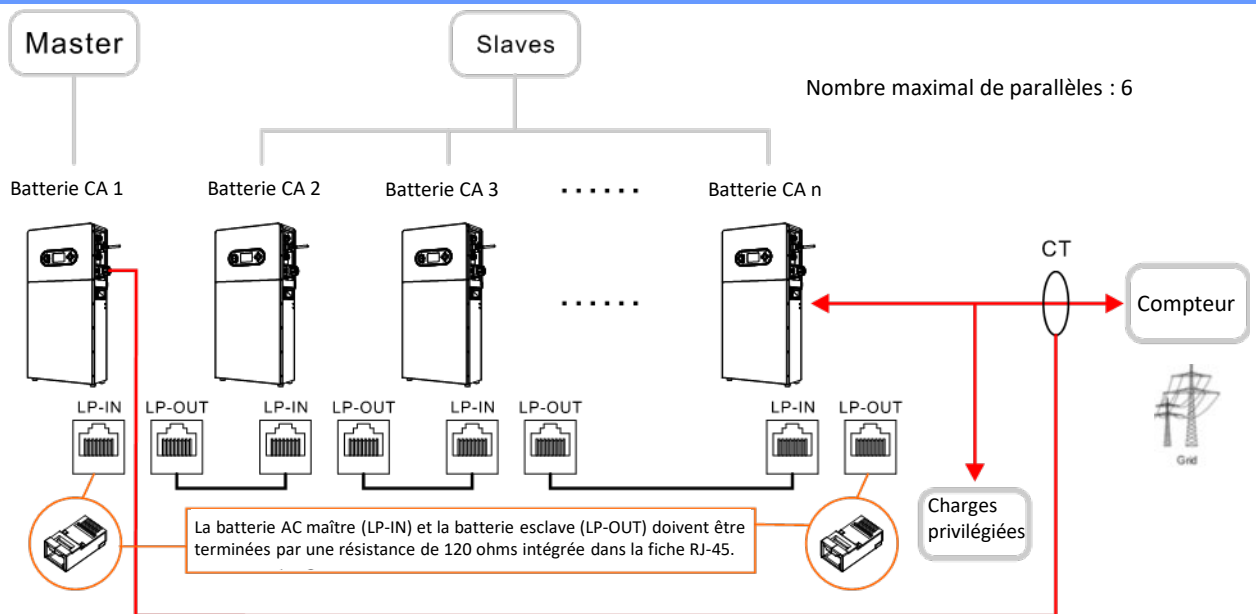 Master
Slaves
Nombre maximal de parallèles : 6
Batterie CA 1
Batterie CA 2
Batterie CA 3
......
Batterie CA n
CT
......
Compteur
LP-IN
LP-OUT
LP-IN
LP-OUT
LP-IN
LP-OUT
LP-IN
LP-OUT
Grid
Charges
privilégiées
La batterie AC maître (LP-IN) et la batterie esclave (LP-OUT) doivent être
terminées par une résistance de 120 ohms intégrée dans la fiche RJ-45.